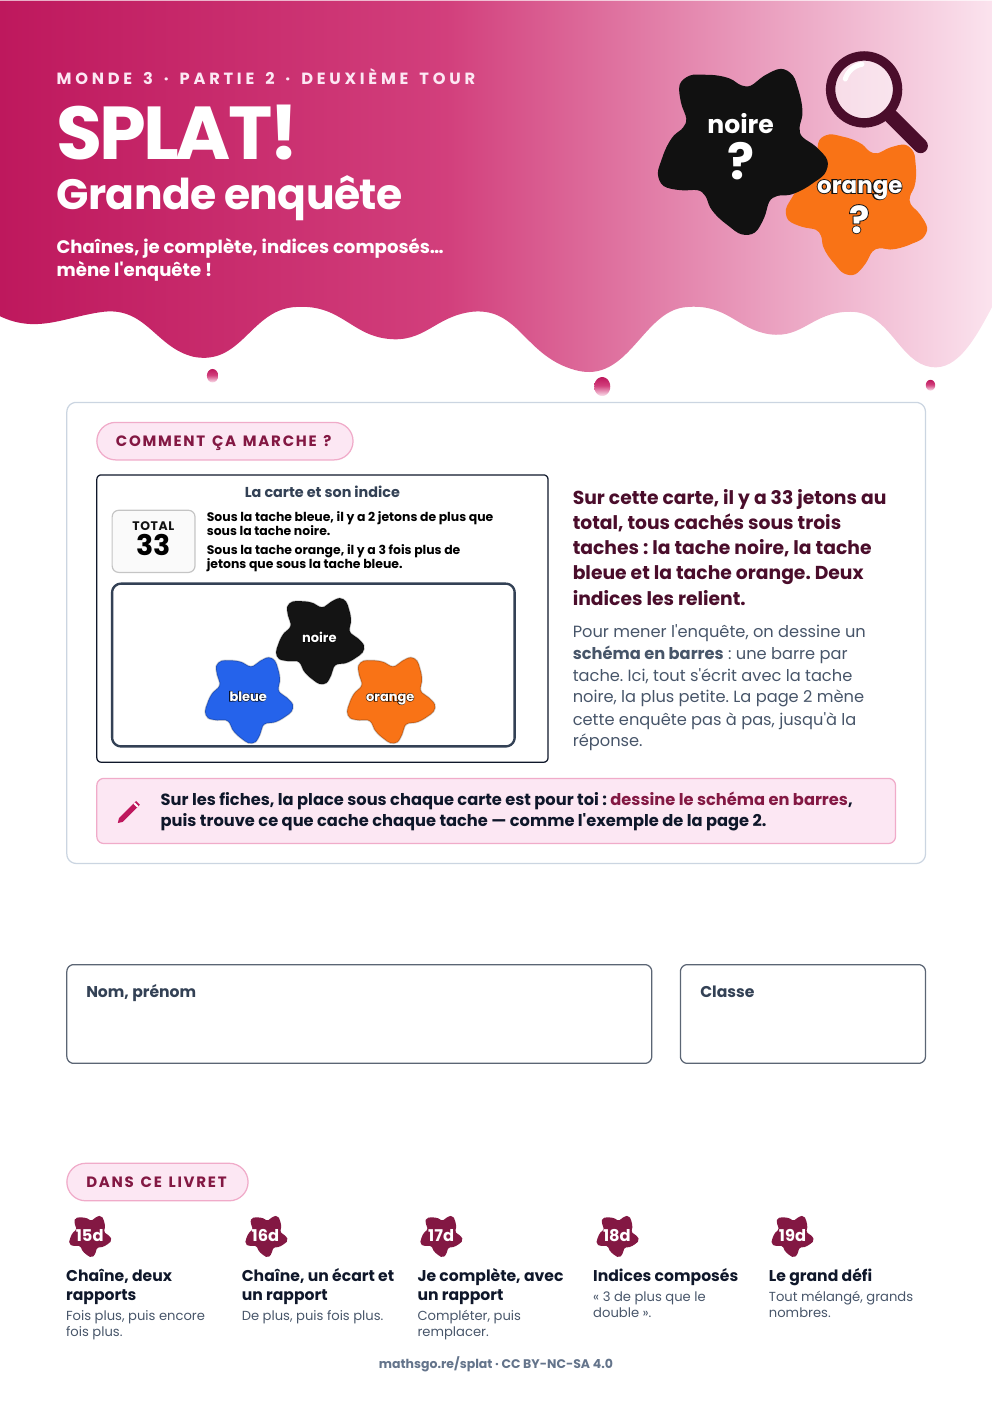 MONDE 3 · PARTIE 2 · DEUXIÈME TOUR
SPLAT!
Grande enquête
Chaînes, je complète, indices composés…
mène l'enquête !
noire
?
orange
?
COMMENT ÇA MARCHE ?
La carte et son indice
TOTAL
33
Sous la tache bleue, il y a 2 jetons de plus que
sous la tache noire.
Sous la tache orange, il y a 3 fois plus de
jetons que sous la tache bleue.
noire
bleue
orange
Sur cette carte, il y a 33 jetons au
total, tous cachés sous trois
taches : la tache noire, la tache
bleue et la tache orange. Deux
indices les relient.
Pour mener l'enquête, on dessine un
schéma en barres : une barre par
tache. Ici, tout s'écrit avec la tache
noire, la plus petite. La page 2 mène
cette enquête pas à pas, jusqu'à la
réponse.
Sur les fiches, la place sous chaque carte est pour toi : dessine le schéma en barres,
puis trouve ce que cache chaque tache — comme l'exemple de la page 2.
Nom, prénom
Classe
DANS CE LIVRET
15d
Chaîne, deux
rapports
Fois plus, puis encore
fois plus.
16d
Chaîne, un écart et
un rapport
De plus, puis fois plus.
17d
Je complète, avec
un rapport
Compléter, puis
remplacer.
18d
Indices composés
« 3 de plus que le
double ».
19d
Le grand défi
Tout mélangé, grands
nombres.
mathsgo.re/splat · CC BY-NC-SA 4.0